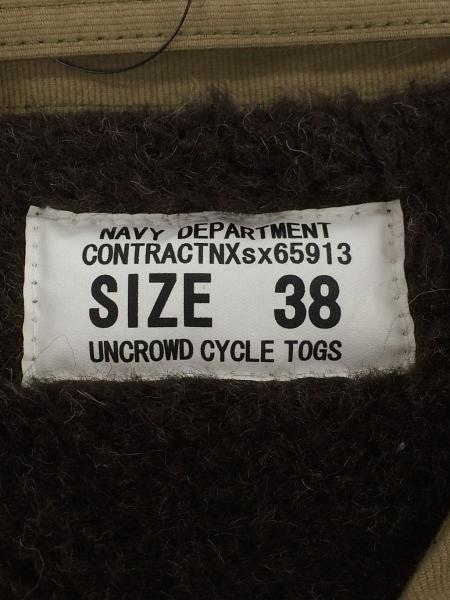 NAVY DEPARTMENT
CONTRACTNXsx65913
SIZE 38
UNCROWD CYCLE TOGS